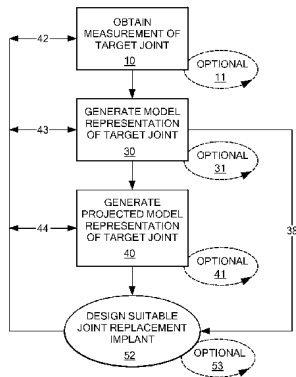 OBTAIN
MEASUREMENT OF
TARGET JOINT
10
42
OPTIONAL
11
GENERATE MODEL
REPRESENTATION
OF TARGET JOINT
30
43
OPTIONAL
31
GENERATE
PROJECTED MODEL
REPRESENTATION
OF TARGET JOINT
40
44
38
OPTIONAL
41
DESIGN SUITABLE
JOINT REPLACEMENT
IMPLANT
52
OPTIONAL
53